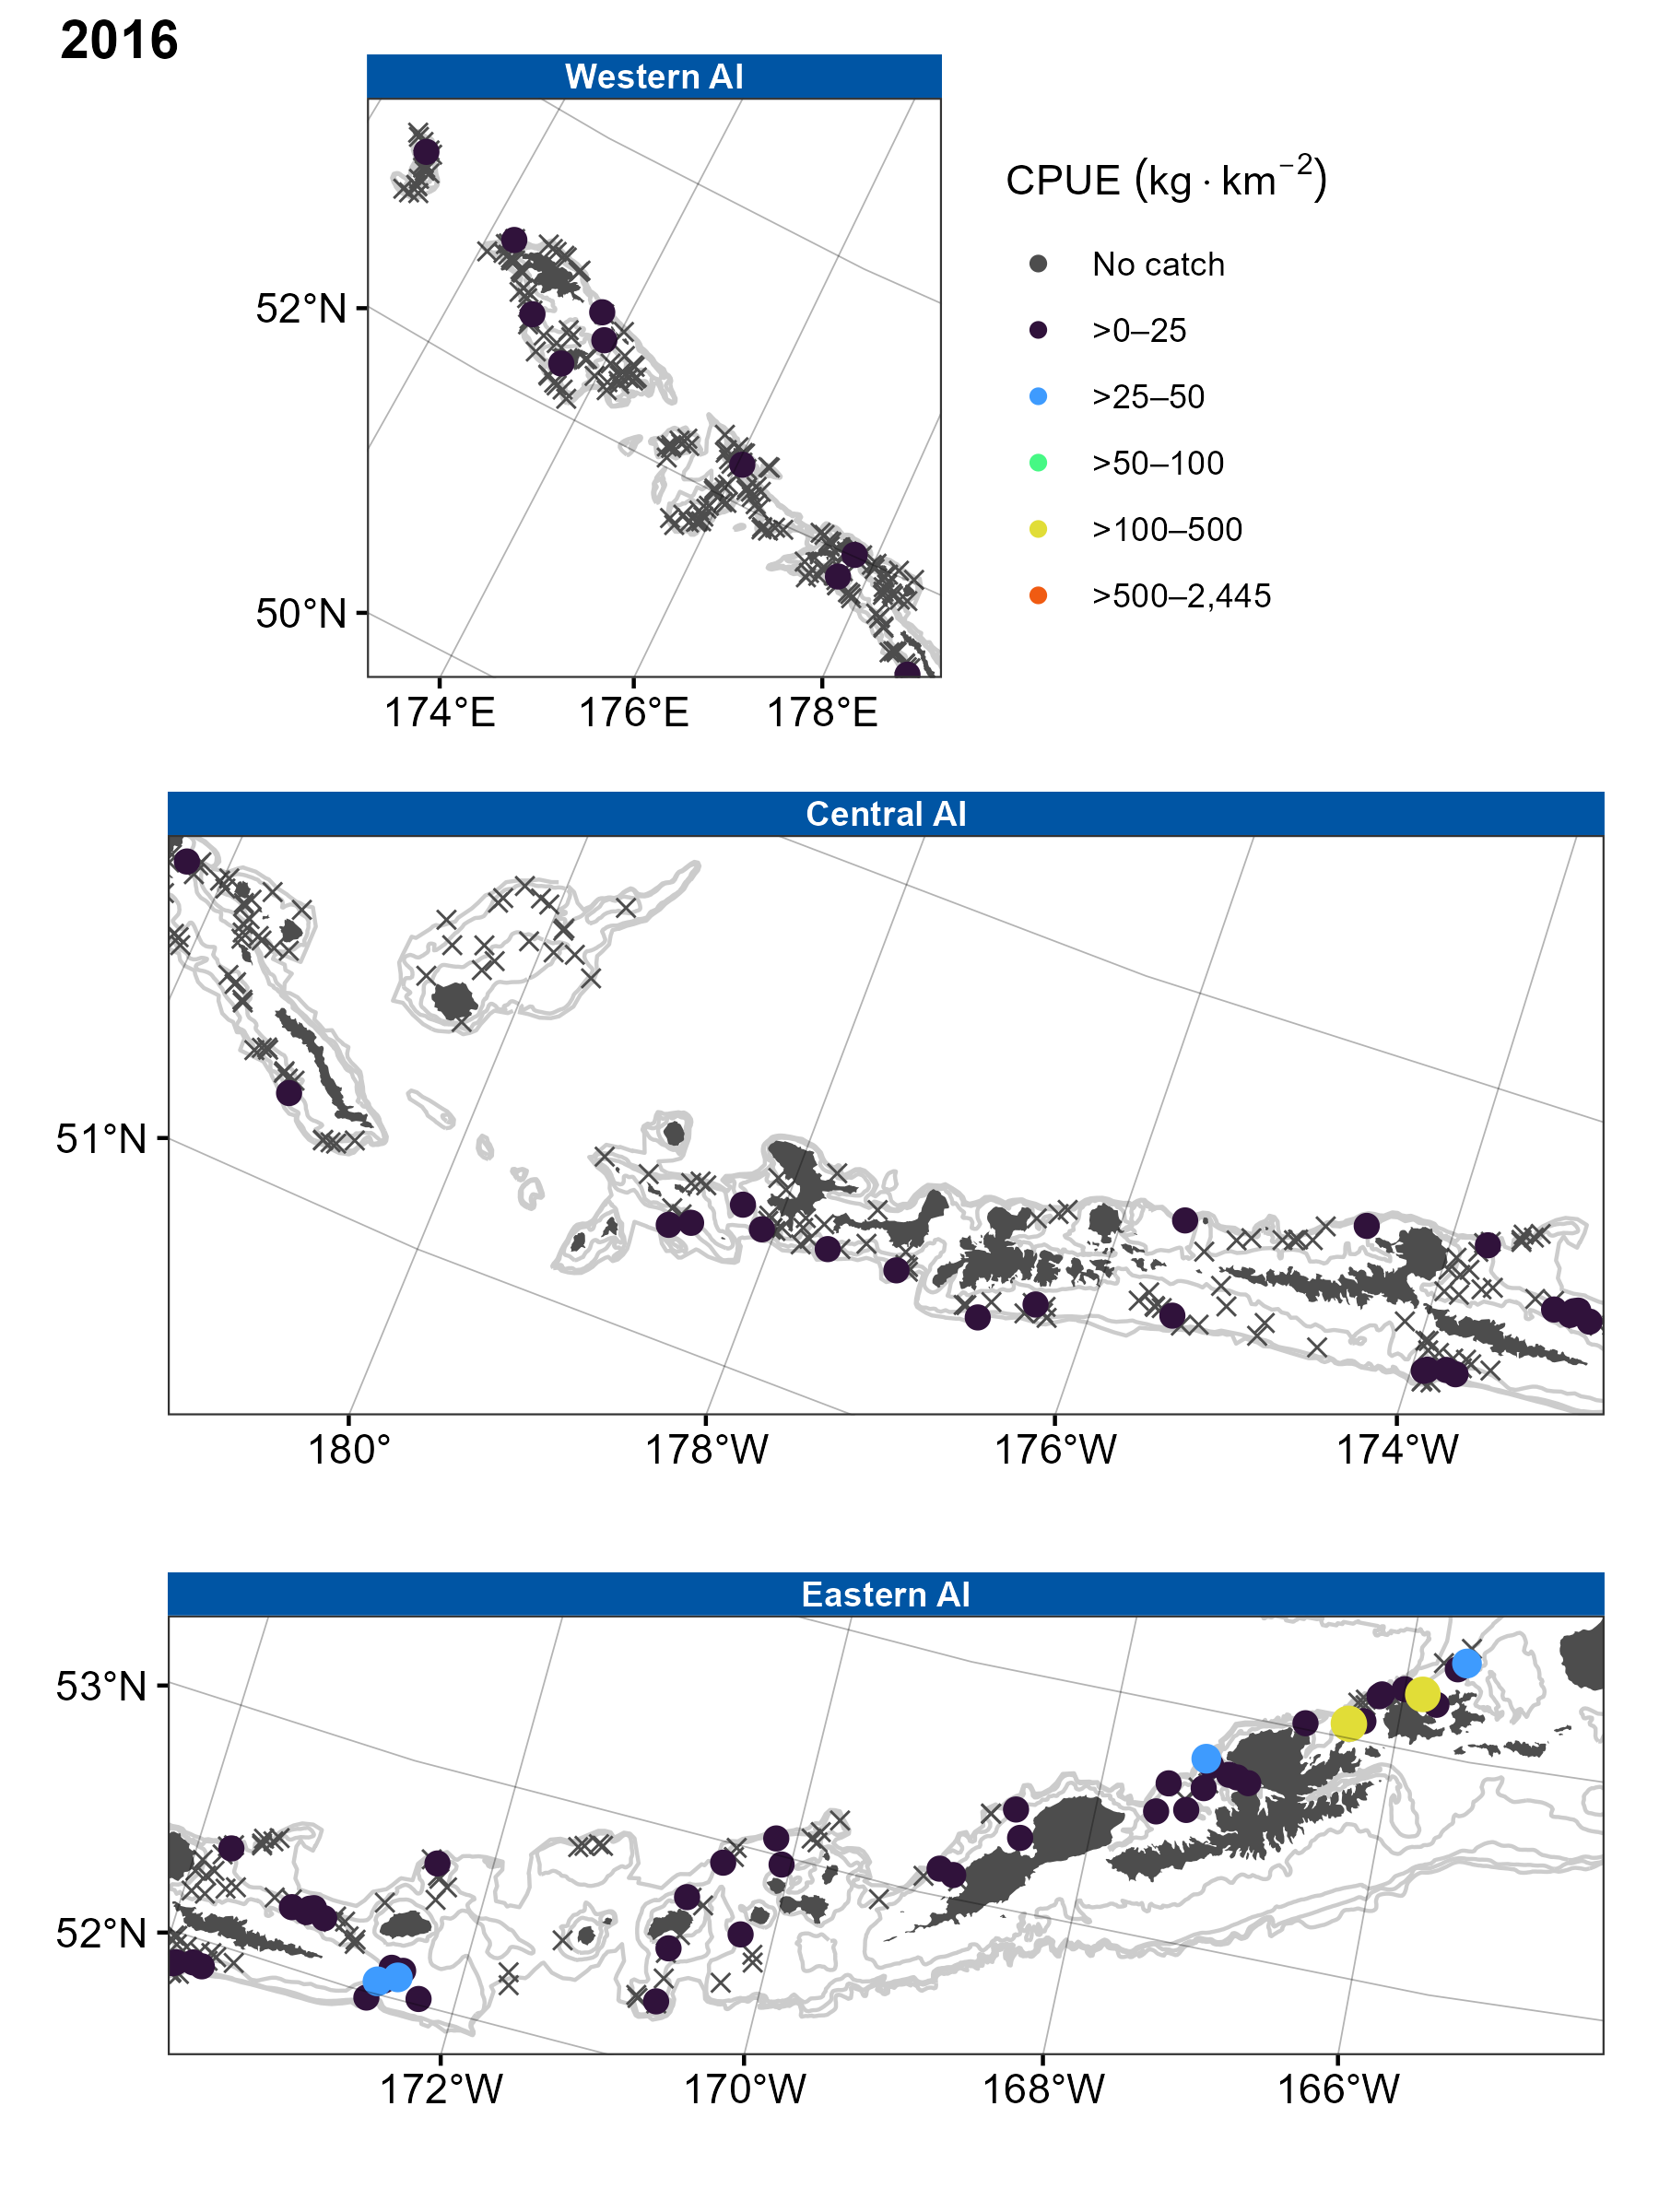 2016
Western AI
CPUE (kg · km⁻²)
No catch
>0–25
>25–50
>50–100
>100–500
>500–2,445
52°N
50°N
174°E 176°E 178°E
Central AI
51°N
180° 178°W 176°W 174°W
Eastern AI
53°N
52°N
172°W 170°W 168°W 166°W